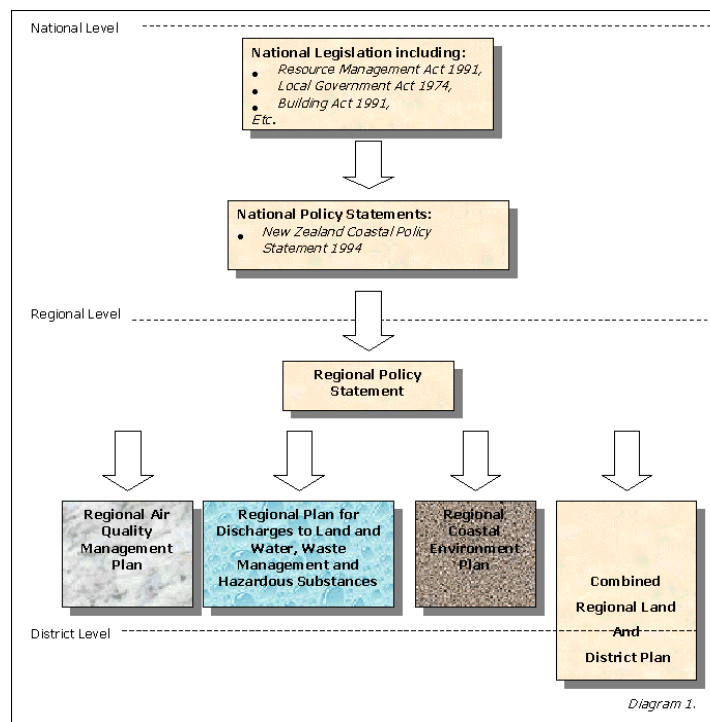 National Level
National Legislation including:
● Resource Management Act 1991,
● Local Government Act 1974,
● Building Act 1991,
Etc.
National Policy Statements:
● New Zealand Coastal Policy
Statement 1994
Regional Level
Regional Policy
Statement
Regional Air
Quality
Management
Plan
Regional Plan for
Discharges to Land and
Water, Waste
Management and
Hazardous Substances
Regional
Coastal
Environment
Plan
Combined
Regional Land
And
District Plan
District Level
Diagram 1.